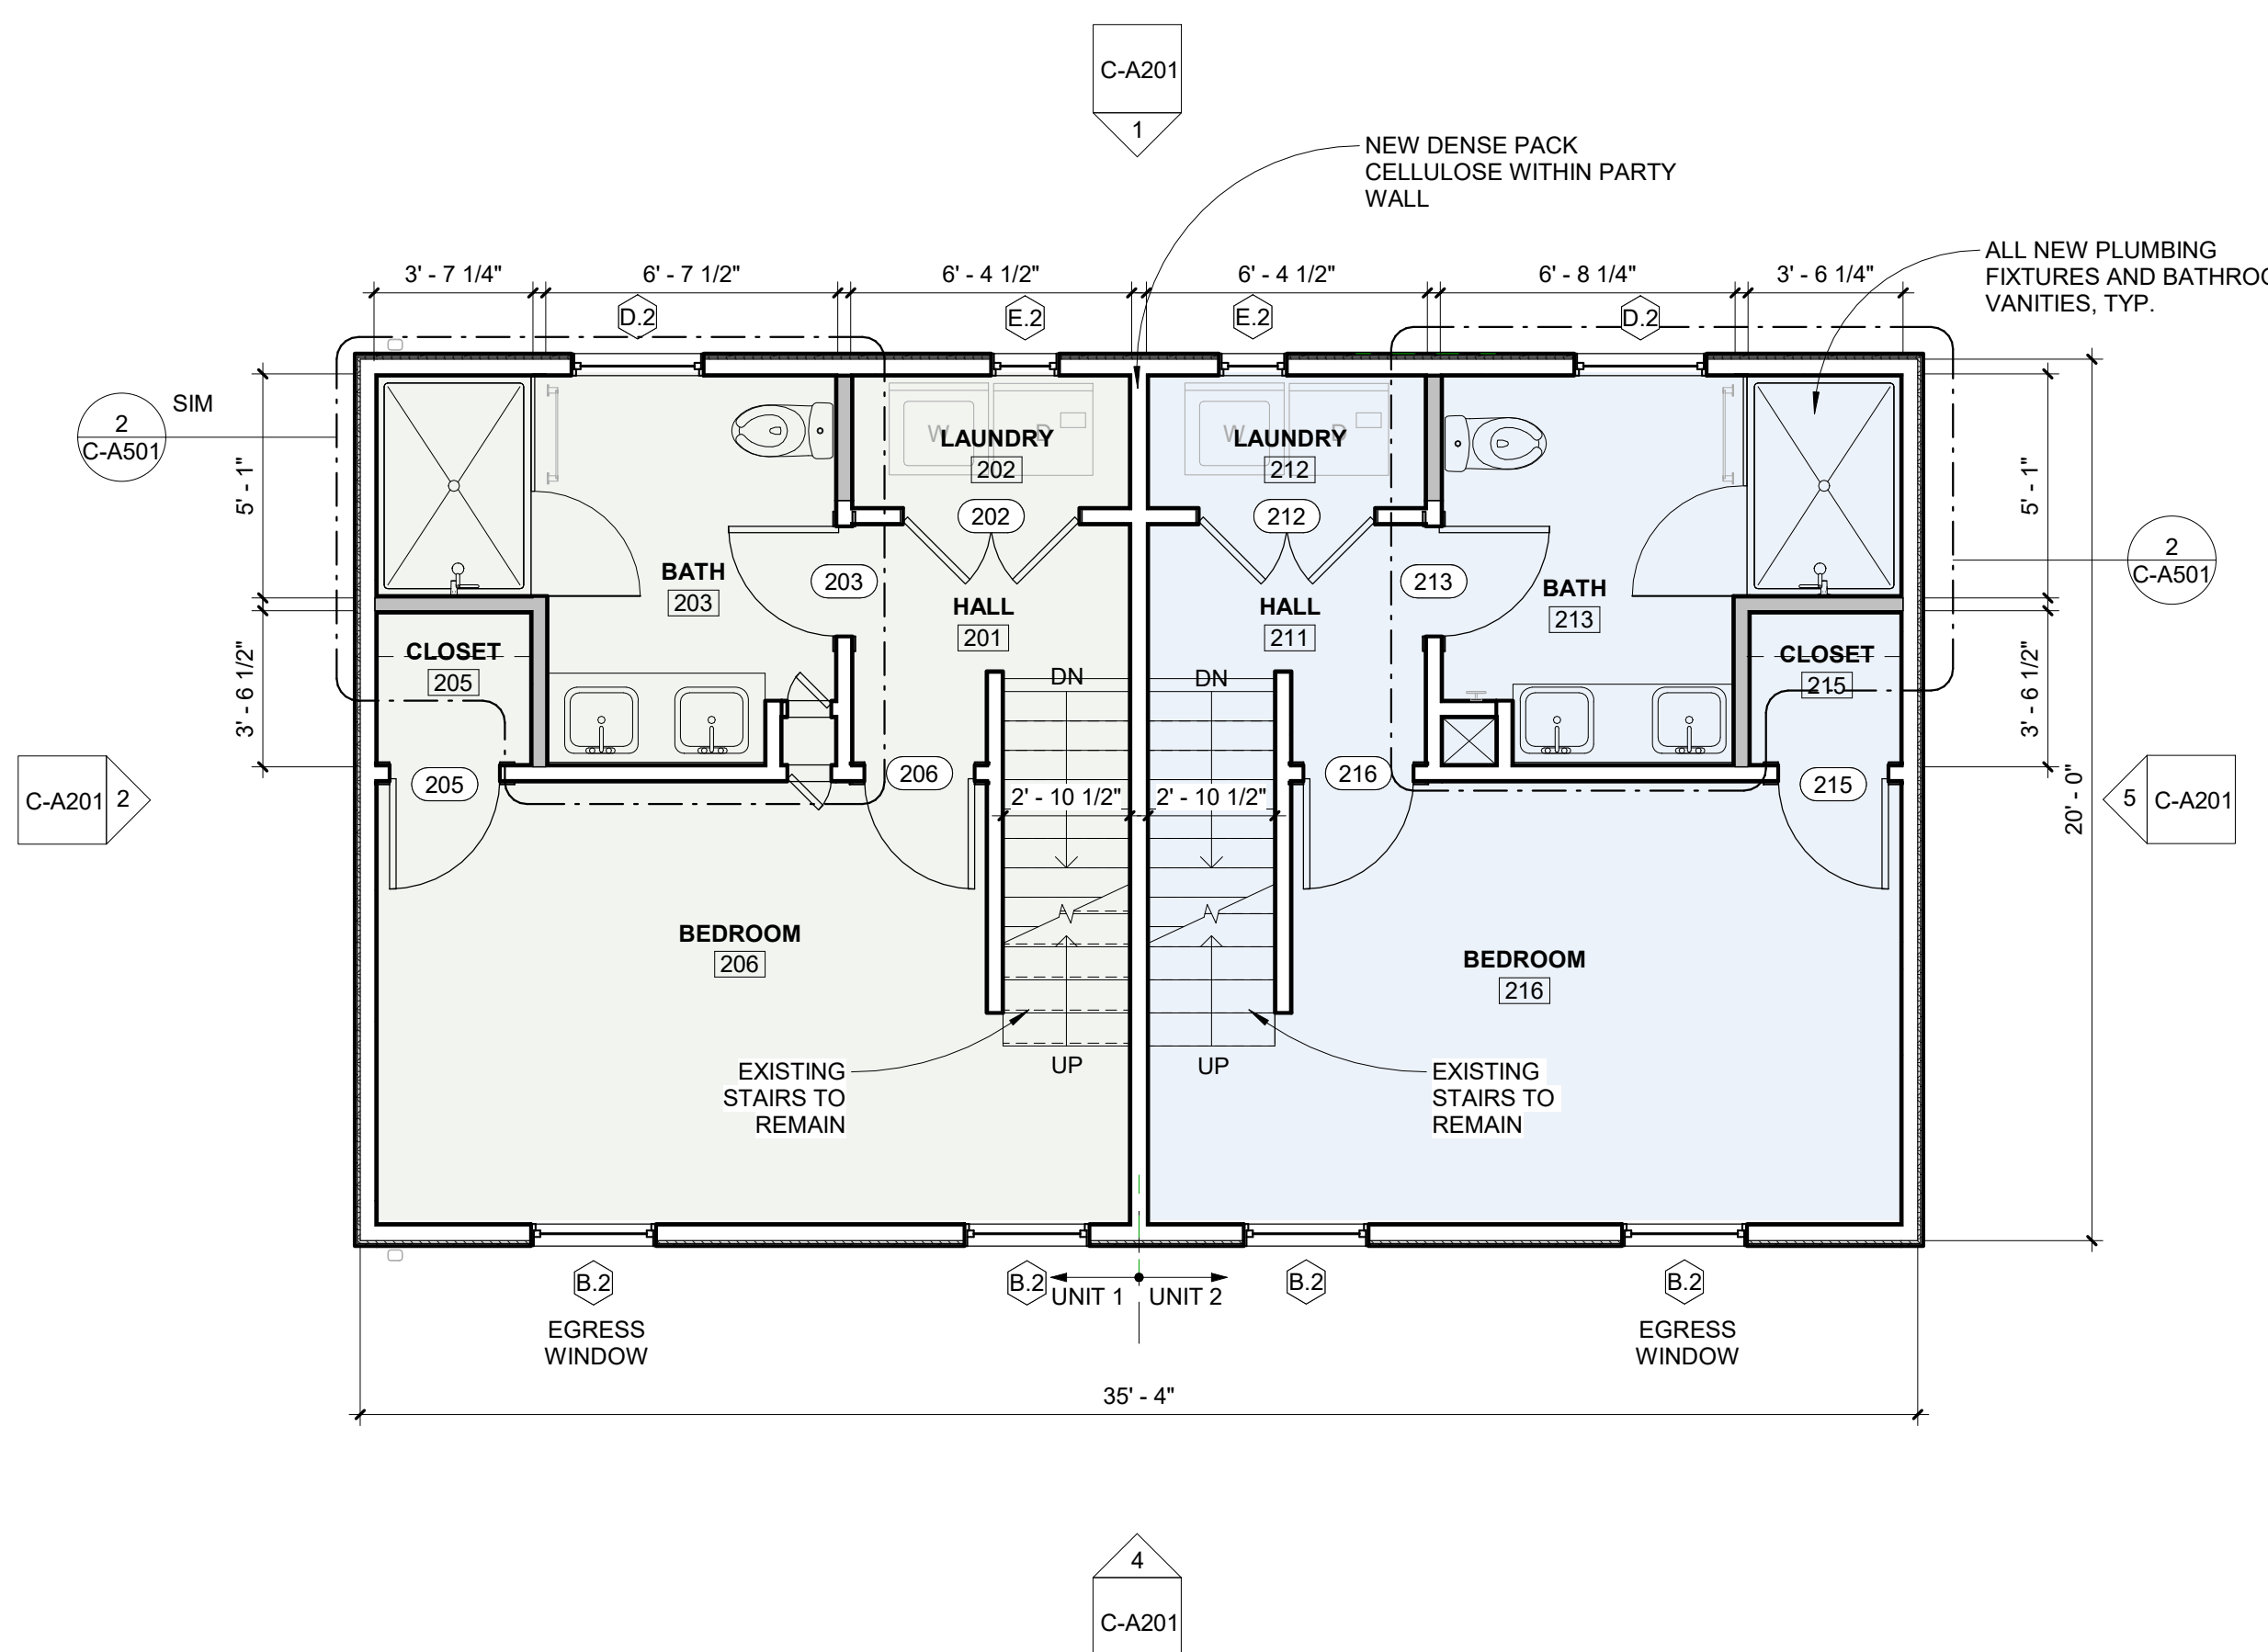 C-A201
1
NEW DENSE PACK
CELLULOSE WITHIN PARTY
WALL
ALL NEW PLUMBING
FIXTURES AND BATHROO
VANITIES, TYP.
3' - 7 1/4"
6' - 7 1/2"
6' - 4 1/2"
6' - 4 1/2"
6' - 8 1/4"
3' - 6 1/4"
D.2
E.2
E.2
D.2
2
C-A501
SIM
5' - 1"
3' - 6 1/2"
W
D
LAUNDRY
202
W
D
LAUNDRY
212
202
212
BATH
203
203
HALL
201
HALL
211
213
BATH
213
5' - 1"
2
C-A501
CLOSET
205
DN
DN
CLOSET
215
3' - 6 1/2"
C-A201
2
205
206
2' - 10 1/2"
2' - 10 1/2"
216
215
20' - 0"
5
C-A201
BEDROOM
206
BEDROOM
216
UP
UP
EXISTING
STAIRS TO
REMAIN
EXISTING
STAIRS TO
REMAIN
B.2
B.2
UNIT 1
UNIT 2
B.2
B.2
EGRESS
WINDOW
EGRESS
WINDOW
35' - 4"
4
C-A201